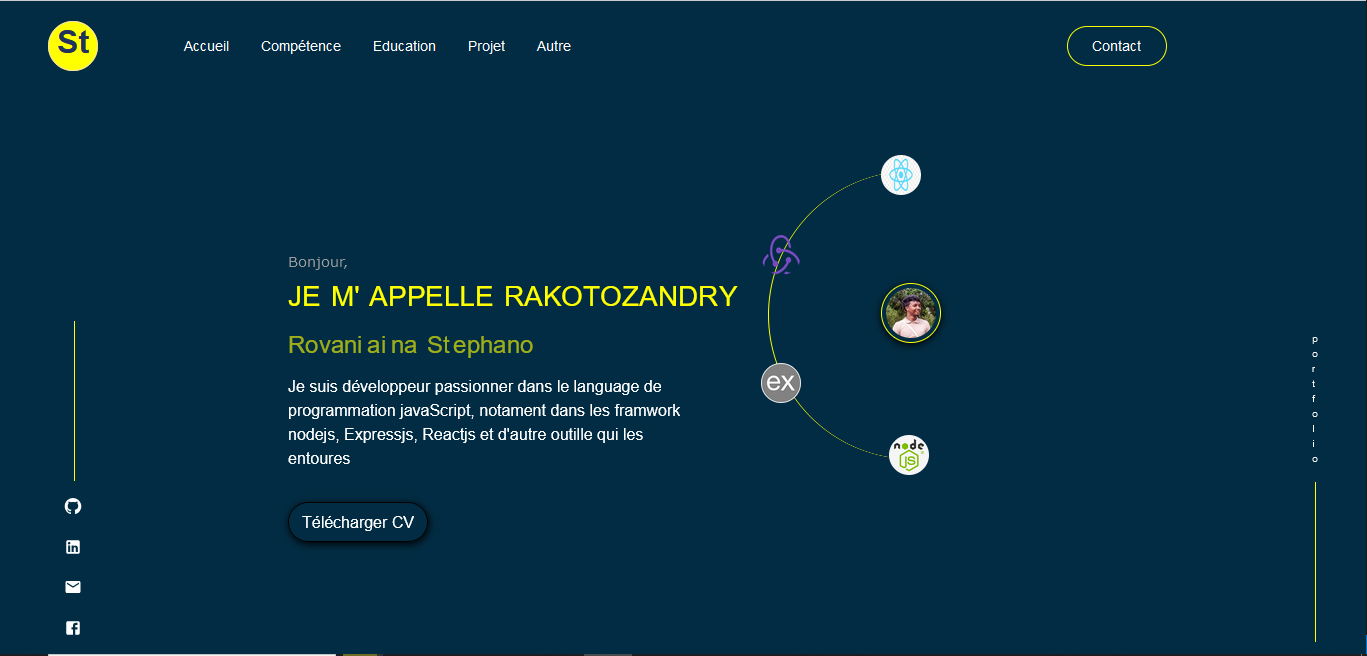 St
Accueil Compétence Education Projet Autre
Contact
Bonjour,
JE M' APPELLE RAKOTOZANDRY
Rovaniaina Stephano
Je suis développeur passionner dans le language de
programmation javaScript, notament dans les framwork
nodejs, Expressjs, Reactjs et d'autre outille qui les
entoures
Télécharger CV
ex
node
js
portfolio